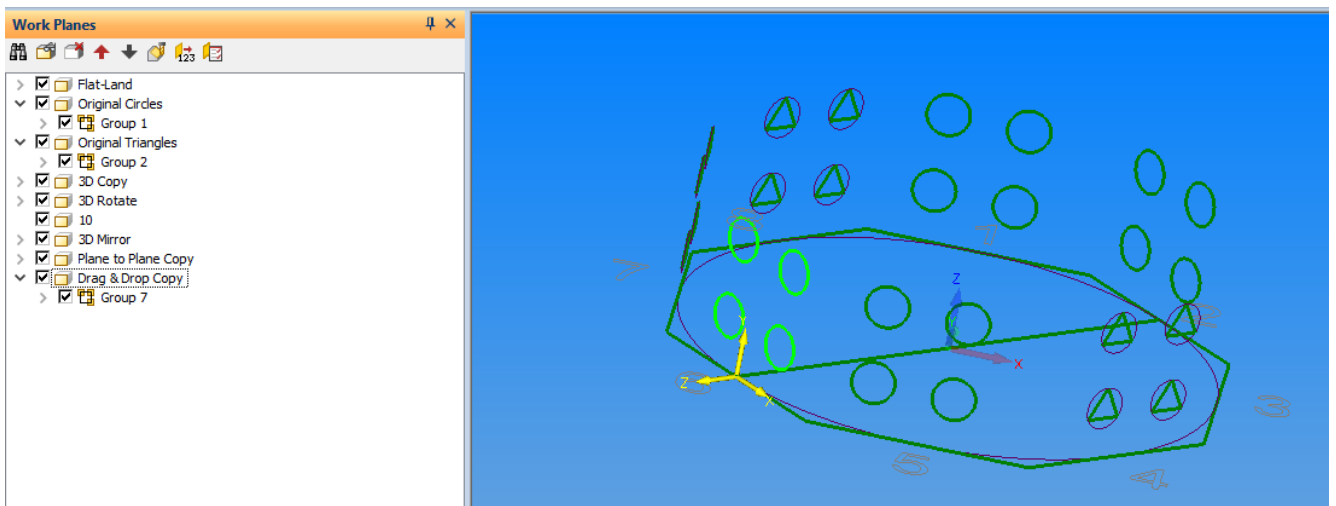 Work Planes
123
Flat-Land
Original Circles
Group 1
Original Triangles
Group 2
3D Copy
3D Rotate
10
3D Mirror
Plane to Plane Copy
Drag & Drop Copy
Group 7
Z
X
Y
Z
X
3
4
5